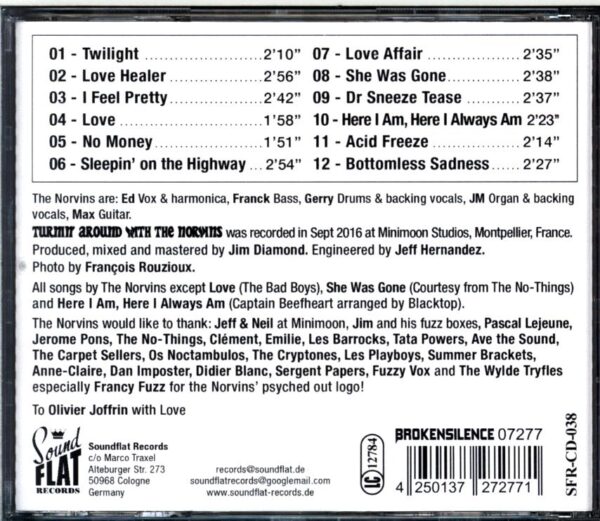 01 - Twilight ........................ 2'10"
02 - Love Healer .................. 2'56"
03 - I Feel Pretty .................. 2'42"
04 - Love ............................ 1'58"
05 - No Money .................... 1'51"
06 - Sleepin' on the Highway ... 2'54"
07 - Love Affair .................... 2'35"
08 - She Was Gone ............... 2'38"
09 - Dr Sneeze Tease ............ 2'37"
10 - Here I Am, Here I Always Am 2'23"
11 - Acid Freeze ................... 2'14"
12 - Bottomless Sadness ........ 2'27"
The Norvins are: Ed Vox & harmonica, Franck Bass, Gerry Drums & backing vocals, JM Organ & backing
vocals, Max Guitar.
TURNIN' AROUND WITH THE NORVINS was recorded in Sept 2016 at Minimoon Studios, Montpellier, France.
Produced, mixed and mastered by Jim Diamond. Engineered by Jeff Hernandez.
Photo by François Rouzioux.
All songs by The Norvins except Love (The Bad Boys), She Was Gone (Courtesy from The No-Things)
and Here I Am, Here I Always Am (Captain Beefheart arranged by Blacktop).
The Norvins would like to thank: Jeff & Neil at Minimoon, Jim and his fuzz boxes, Pascal Lejeune,
Jerome Pons, The No-Things, Clément, Emilie, Les Barrocks, Tata Powers, Ave the Sound,
The Carpet Sellers, Os Noctambulos, The Cryptones, Les Playboys, Summer Brackets,
Anne-Claire, Dan Imposter, Didier Blanc, Sergent Papers, Fuzzy Vox and The Wylde Tryfles
especially Francy Fuzz for the Norvins' psyched out logo!
To Olivier Joffrin with Love
Sound
FLAT
RECORDS
Soundflat Records
c/o Marco Traxel
Alteburger Str. 273
50968 Cologne
Germany
records@soundflat.de
soundflatrecords@googlemail.com
www.soundflat-records.de
LC 12784
BROKENSILENCE 07277
4 250137 272771
SFR-CD-038